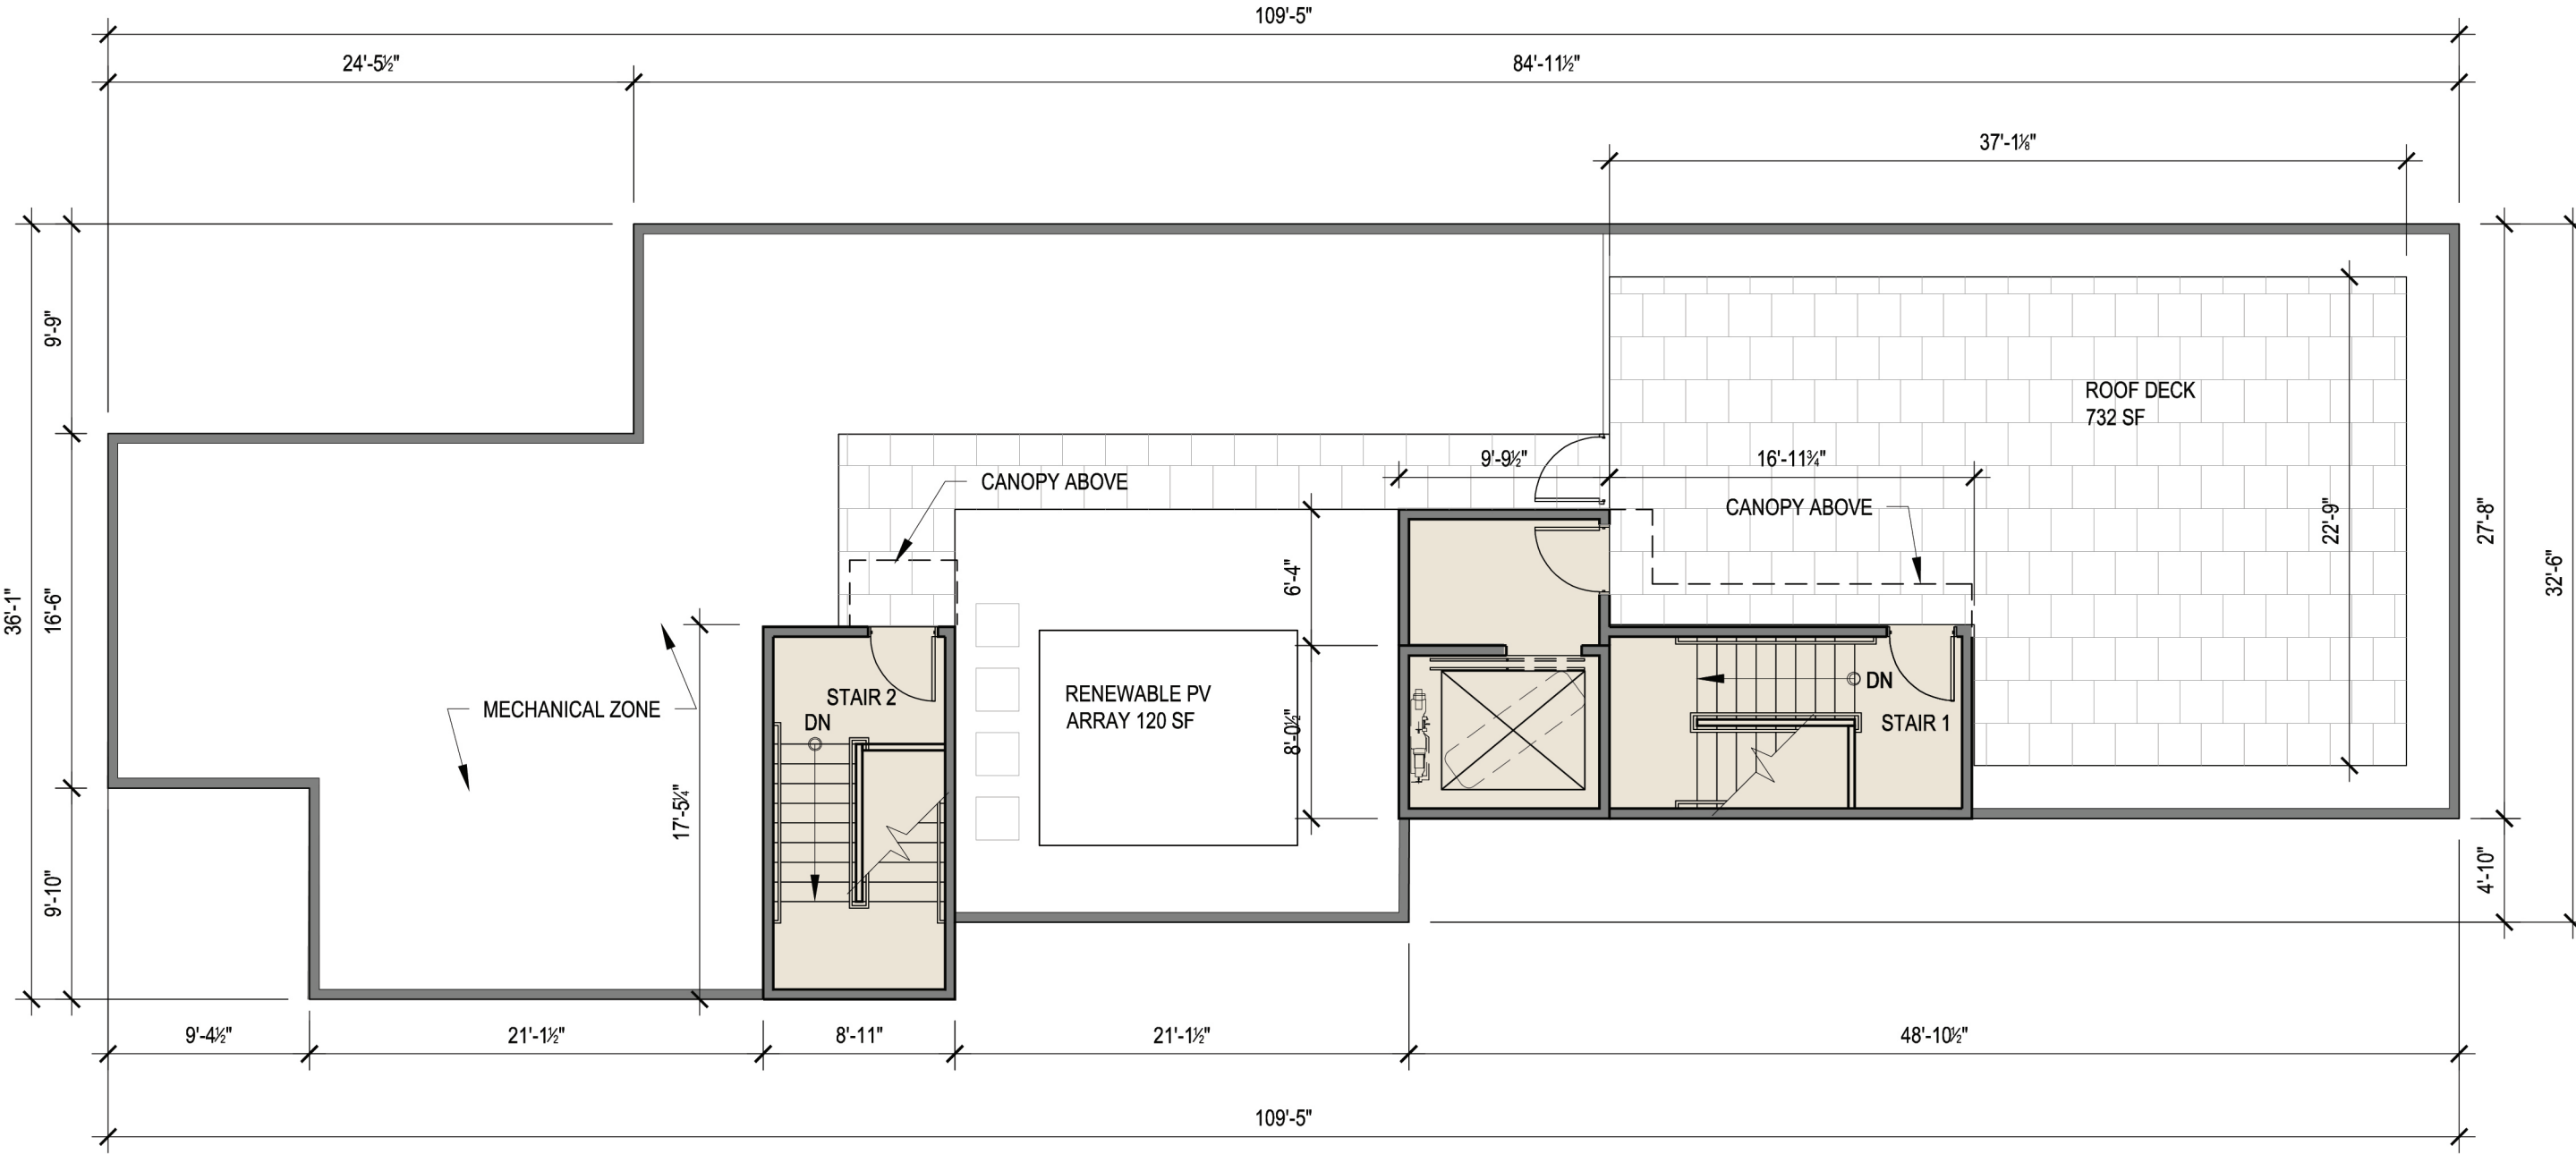 109'-5"
24'-5½"
84'-11½"
37'-1⅛"
9'-9"
36'-1"
16'-6"
9'-10"
ROOF DECK
732 SF
9'-9½"
16'-11¾"
CANOPY ABOVE
CANOPY ABOVE
22'-9"
27'-8"
32'-6"
4'-10"
6'-4"
8'-0½"
MECHANICAL ZONE
17'-5¼"
STAIR 2
DN
RENEWABLE PV
ARRAY 120 SF
DN
STAIR 1
9'-4½"
21'-1½"
8'-11"
21'-1½"
48'-10½"
109'-5"